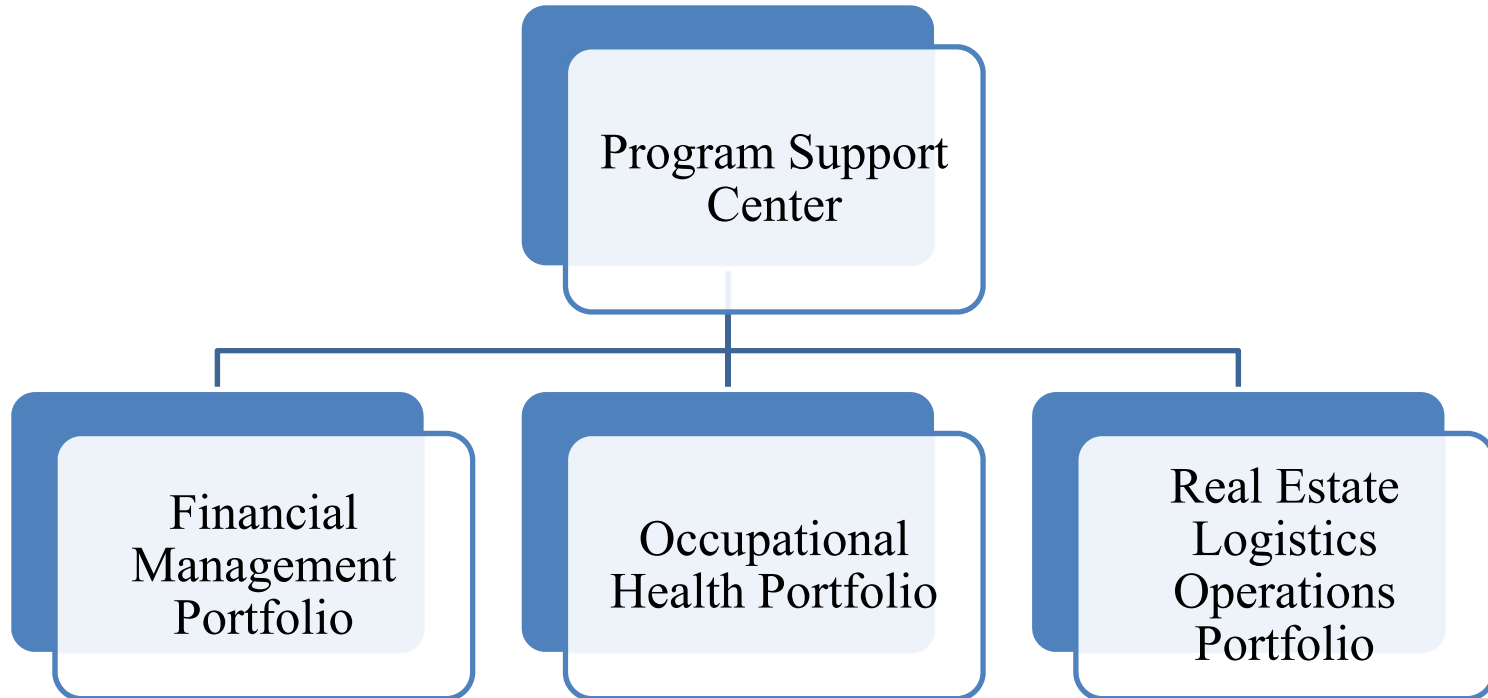 Program Support
Center
Financial
Management
Portfolio
Occupational
Health Portfolio
Real Estate
Logistics
Operations
Portfolio